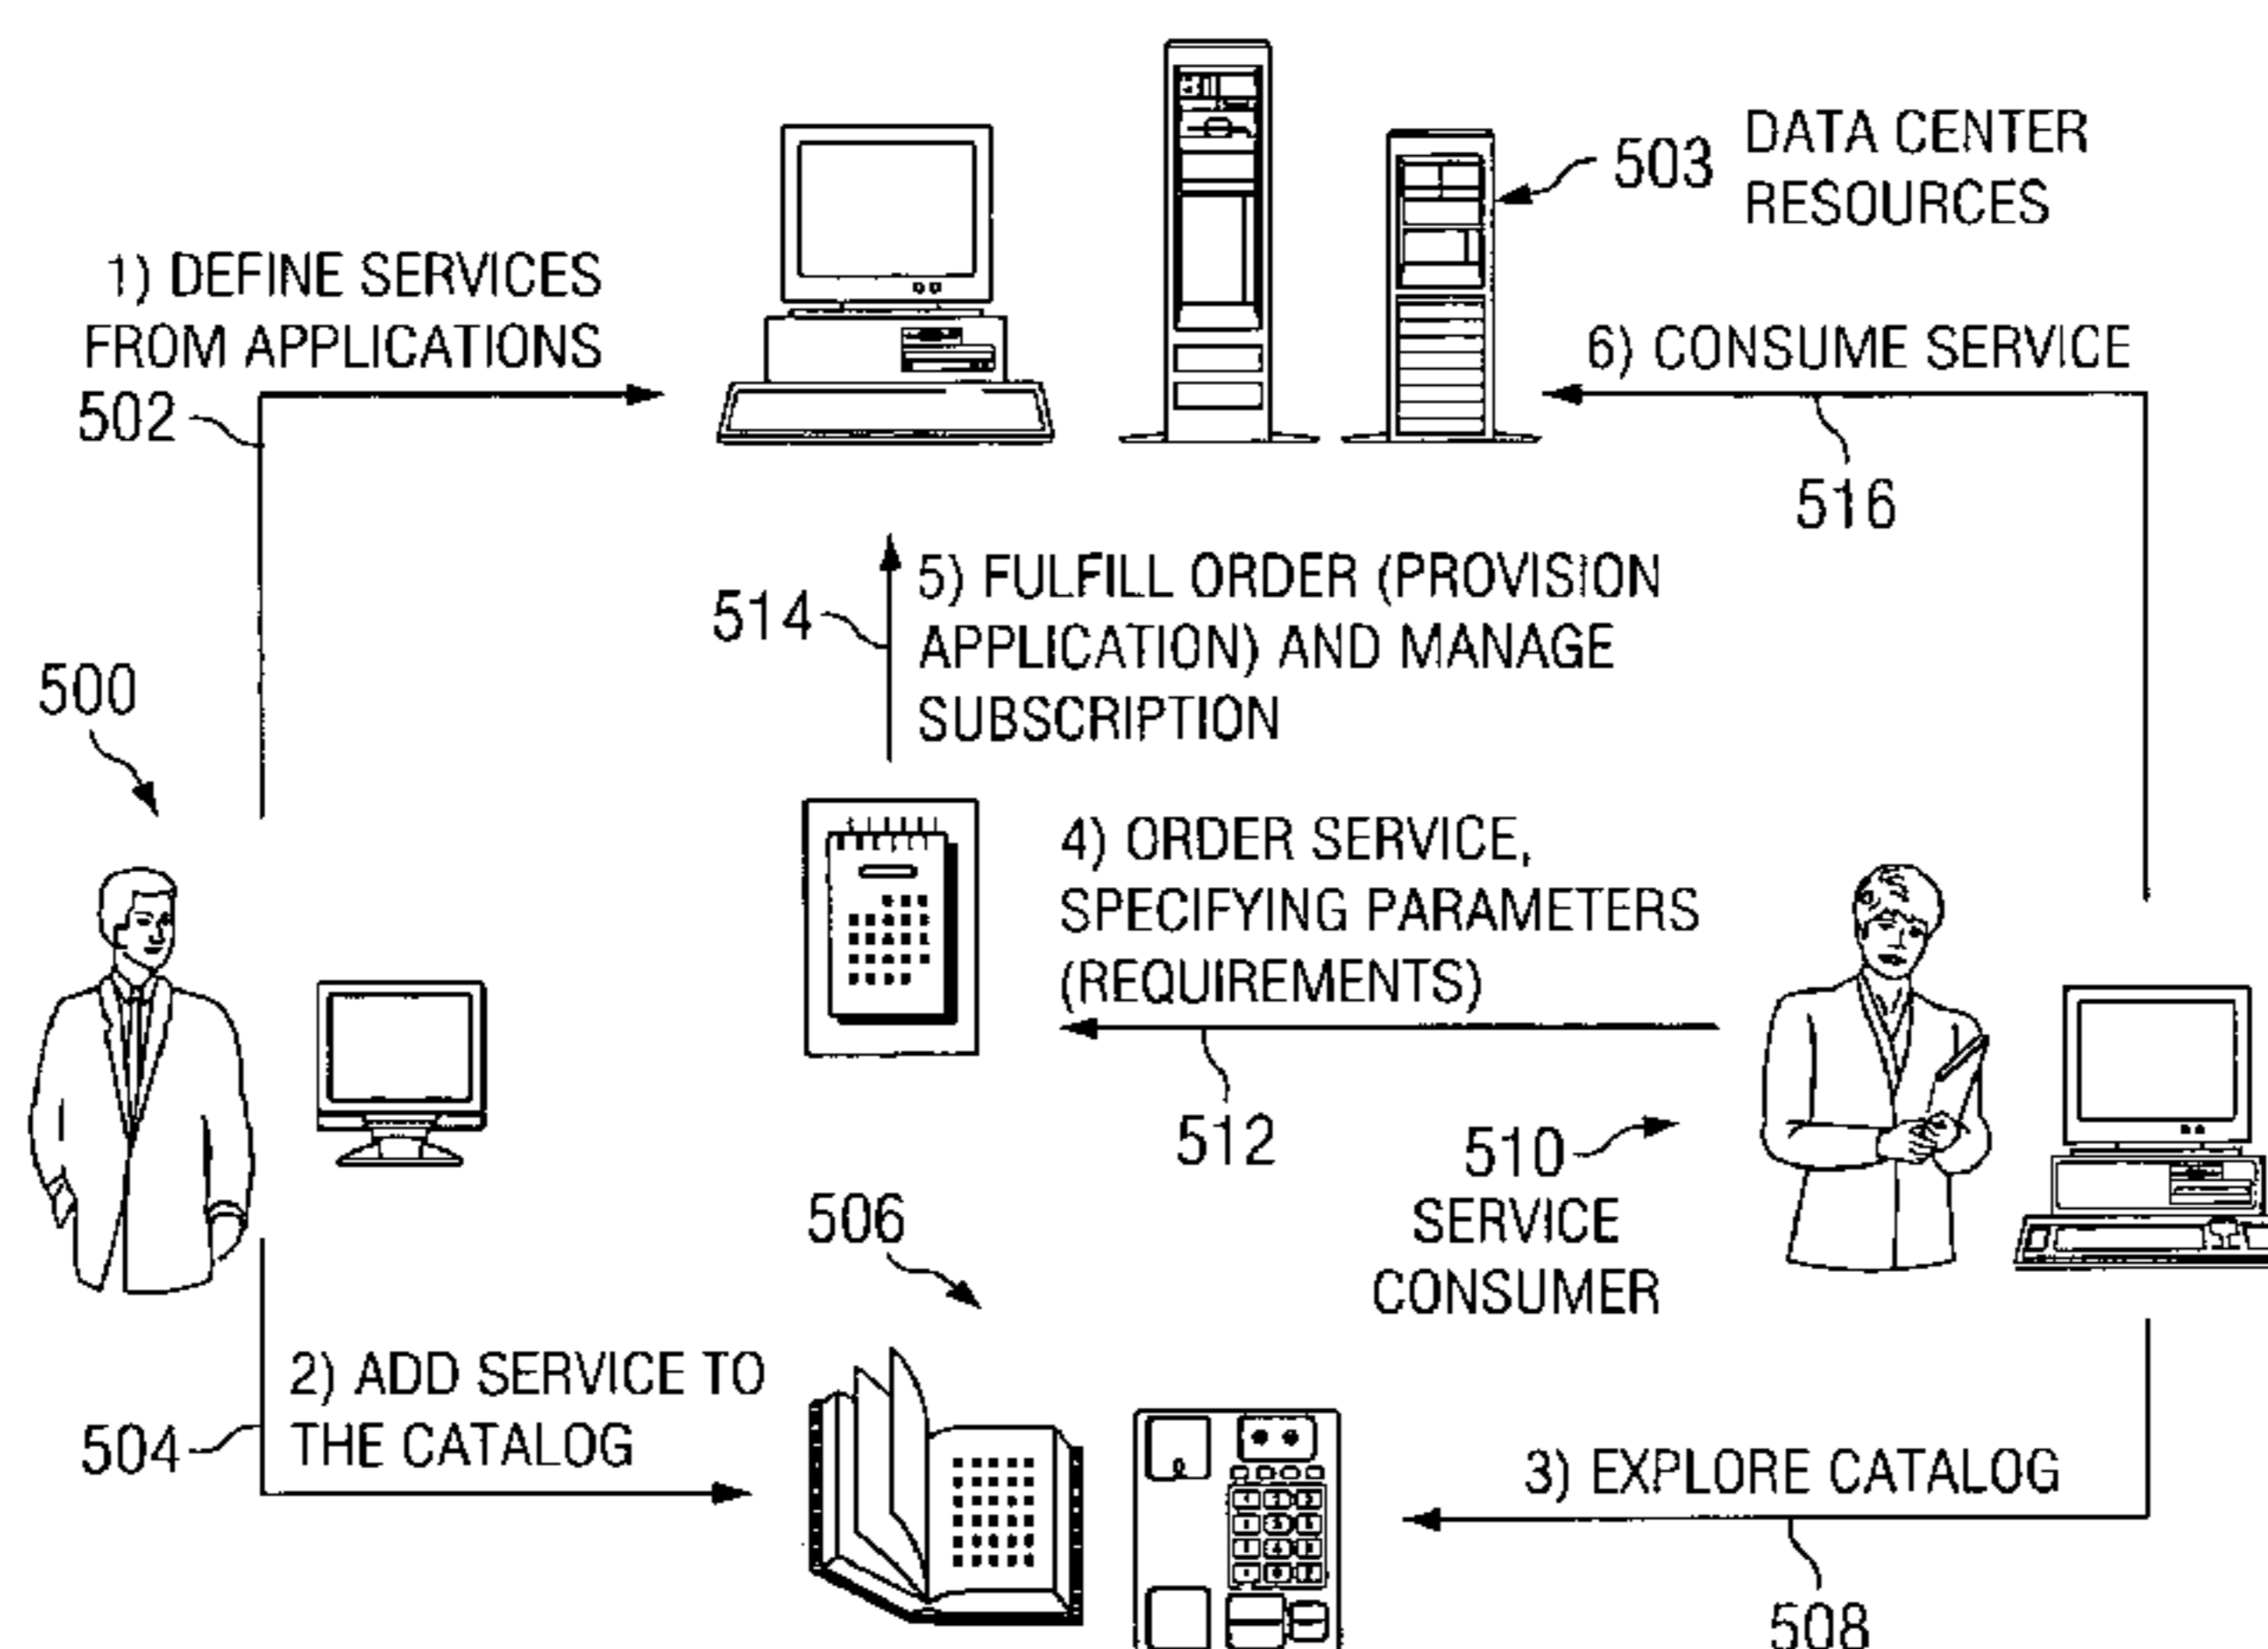 503 DATA CENTER
RESOURCES
1) DEFINE SERVICES
FROM APPLICATIONS
502
6) CONSUME SERVICE
516
5) FULFILL ORDER (PROVISION
APPLICATION) AND MANAGE
SUBSCRIPTION
514
500
4) ORDER SERVICE,
SPECIFYING PARAMETERS
(REQUIREMENTS)
512
510
SERVICE
CONSUMER
506
2) ADD SERVICE TO
THE CATALOG
504
3) EXPLORE CATALOG
508